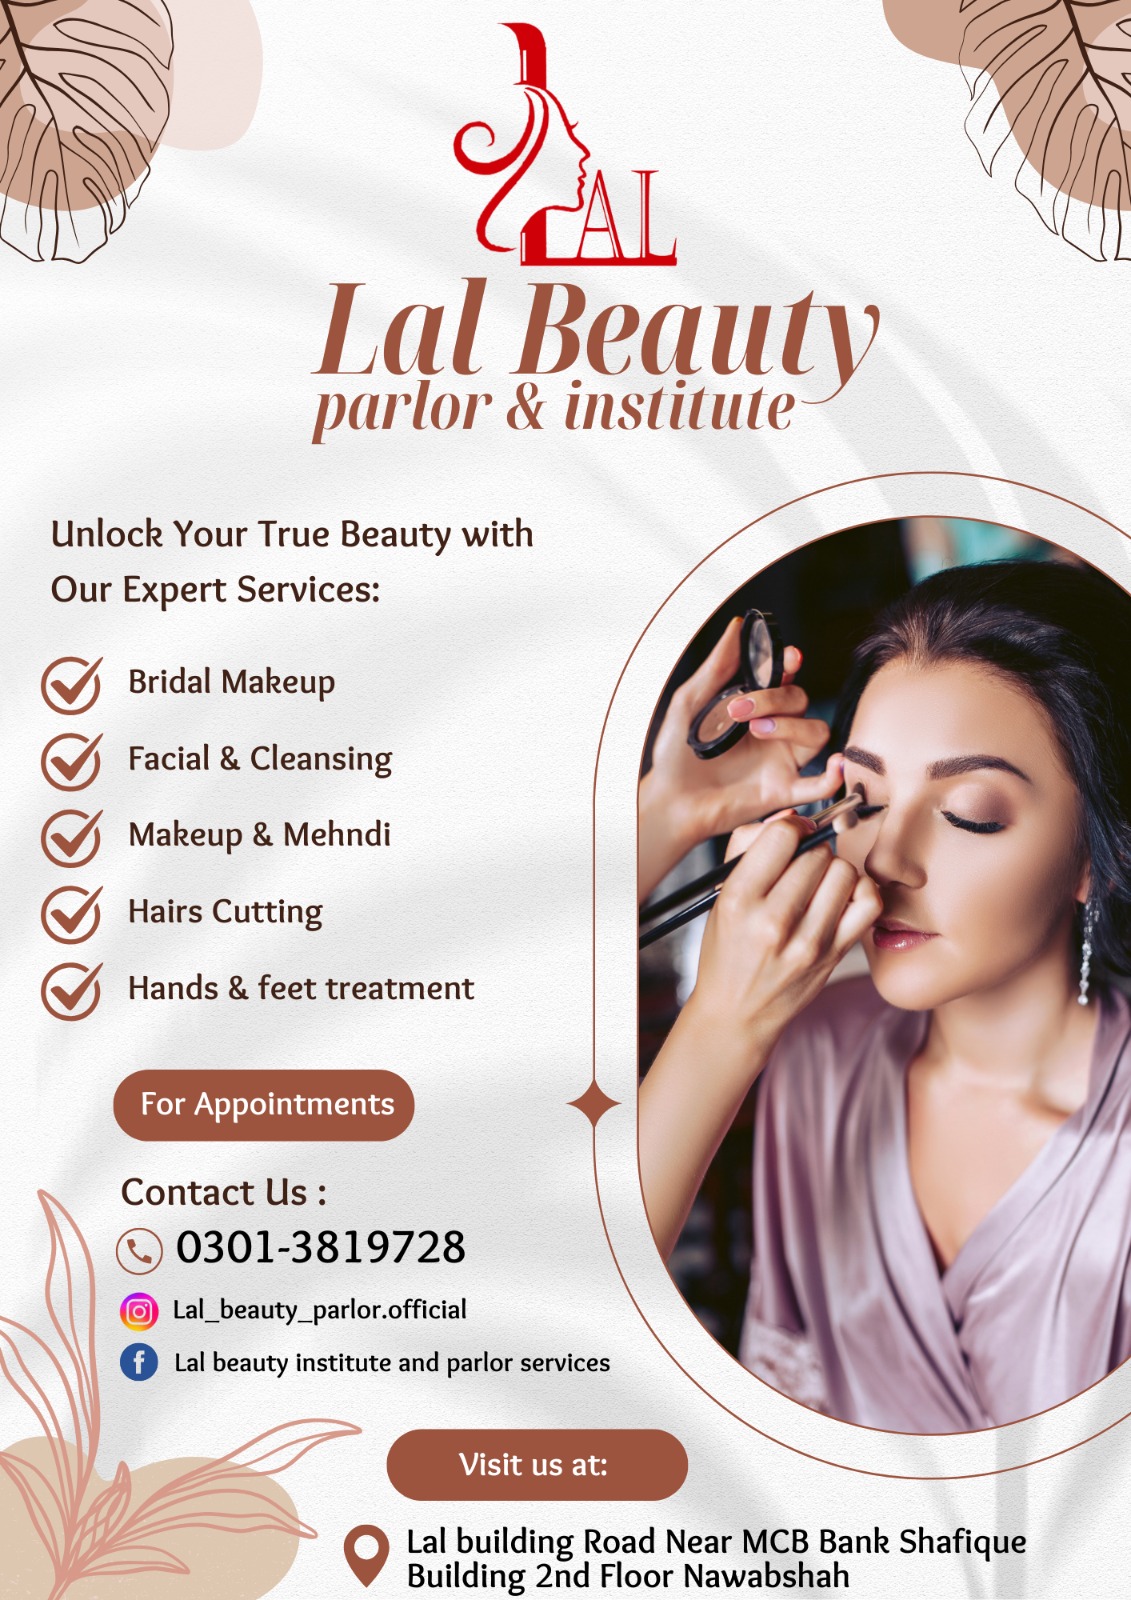 LAL
Lal Beauty
parlor & institute
Unlock Your True Beauty with
Our Expert Services:
Bridal Makeup
Facial & Cleansing
Makeup & Mehndi
Hairs Cutting
Hands & feet treatment
For Appointments
Contact Us :
0301-3819728
Lal_beauty_parlor.official
Lal beauty institute and parlor services
Visit us at:
Lal building Road Near MCB Bank Shafique
Building 2nd Floor Nawabshah